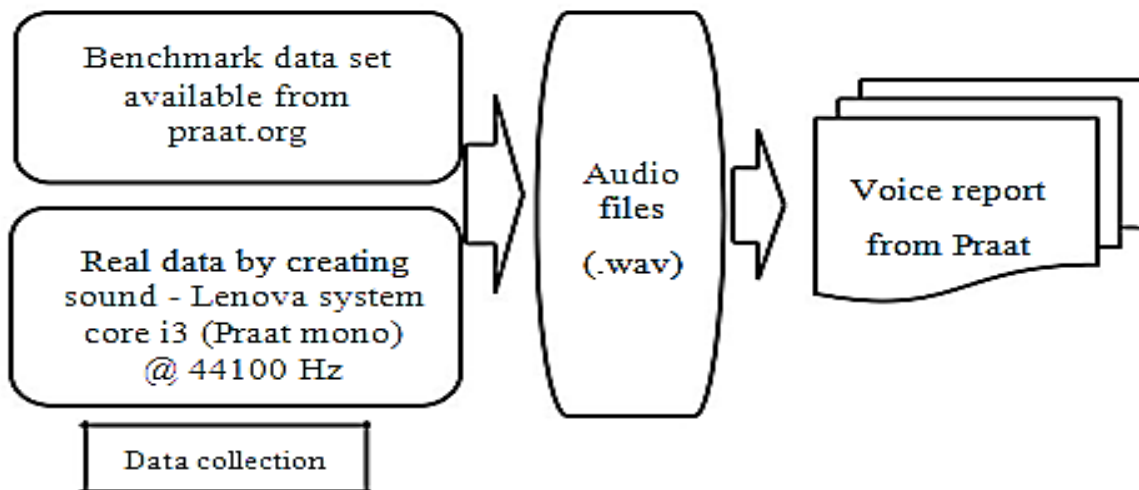 Benchmark data set
available from
praat.org
Real data by creating
sound - Lenova system
core i3 (Praat mono)
@ 44100 Hz
Data collection
Audio
files
(.wav)
Voice report
from Praat